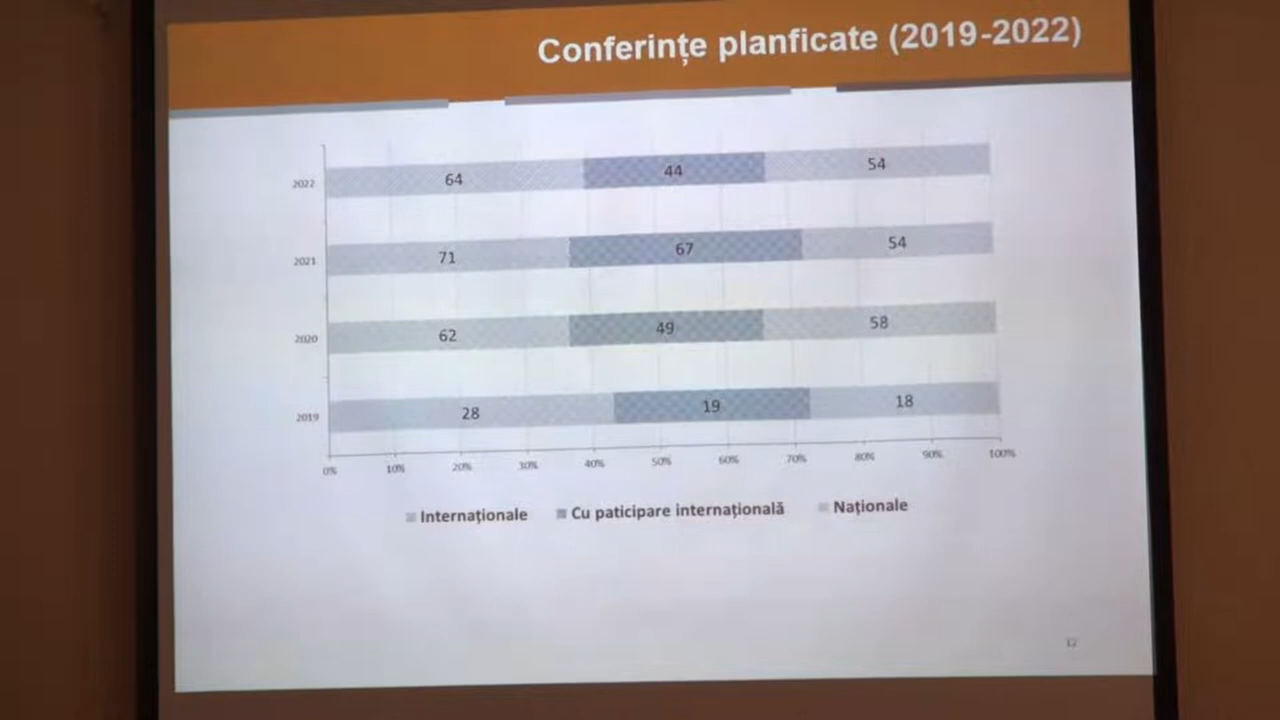 Conferințe planficate (2019-2022)
2022 64 44 54
2021 71 67 54
2020 62 49 58
2019 28 19 18
0% 10% 20% 30% 40% 50% 60% 70% 80% 90% 100%
Internaționale Cu paticipare internațională Naționale
12